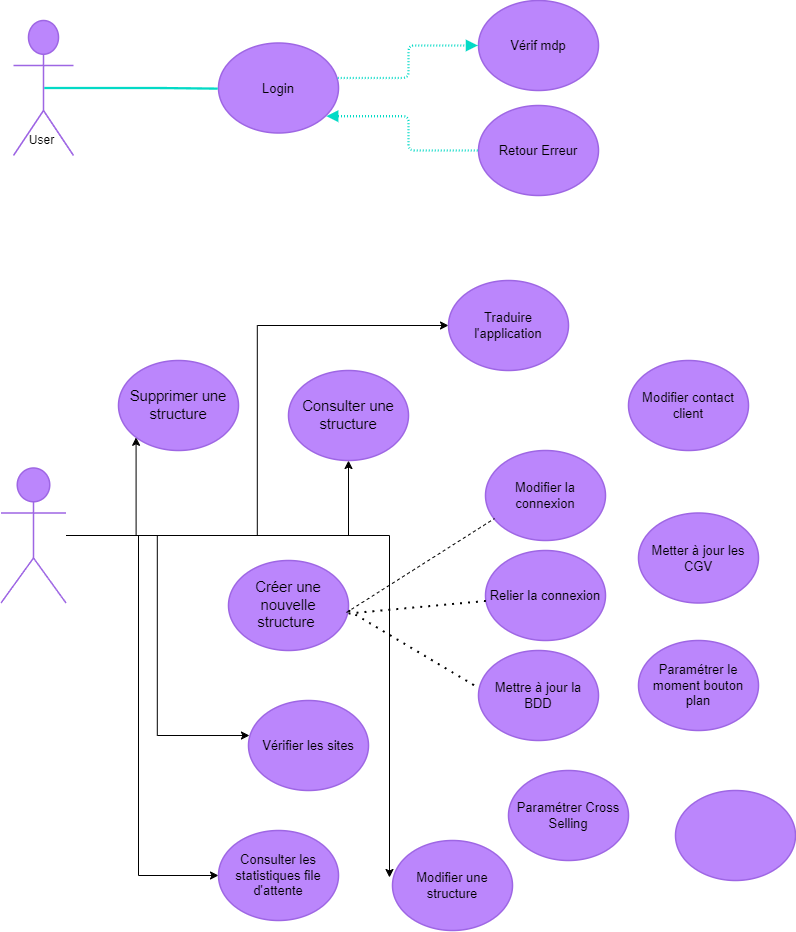 Vérif mdp
Login
User
Retour Erreur
Traduire
l'application
Supprimer une
structure
Consulter une
structure
Modifier contact
client
Modifier la
connexion
Metter à jour les
CGV
Créer une
nouvelle
structure
Relier la connexion
Mettre à jour la
BDD
Paramétrer le
moment bouton
plan
Vérifier les sites
Paramétrer Cross
Selling
Consulter les
statistiques file
d'attente
Modifier une
structure